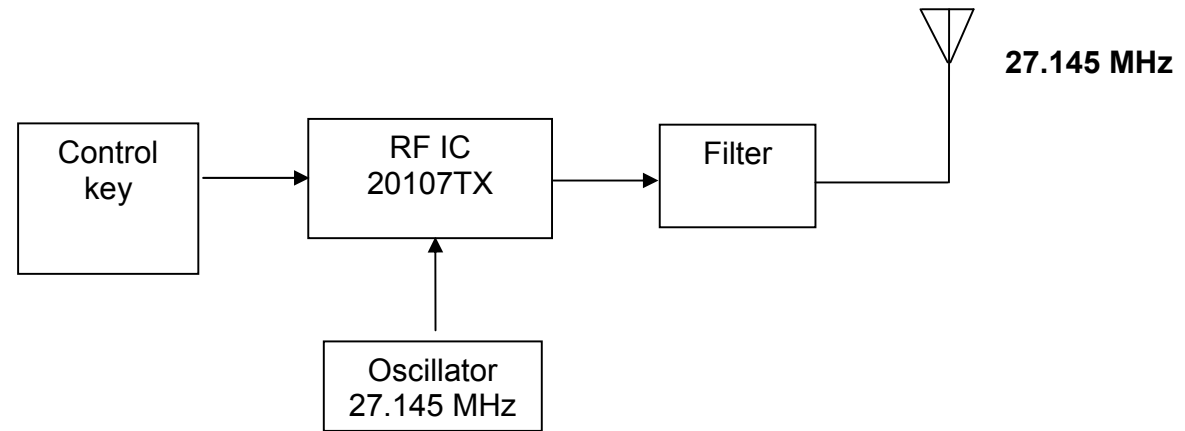 27.145 MHz
Control
key
RF IC
20107TX
Filter
Oscillator
27.145 MHz